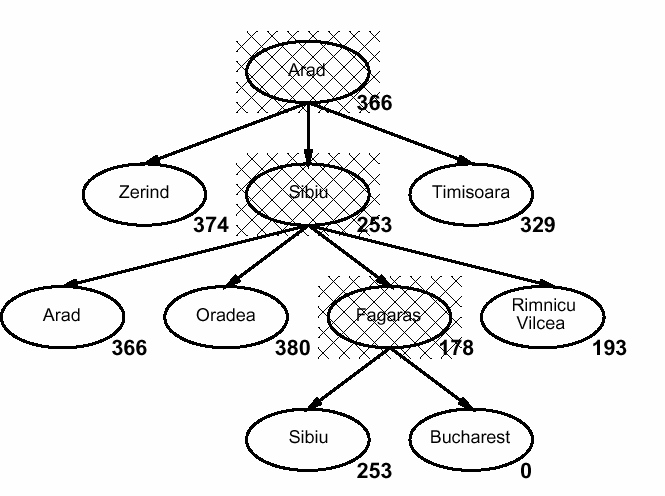 Arad
366
Zerind
374
Sibiu
253
Timisoara
329
Arad
366
Oradea
380
Fagaras
178
Rimnicu
Vilcea
193
Sibiu
253
Bucharest
0